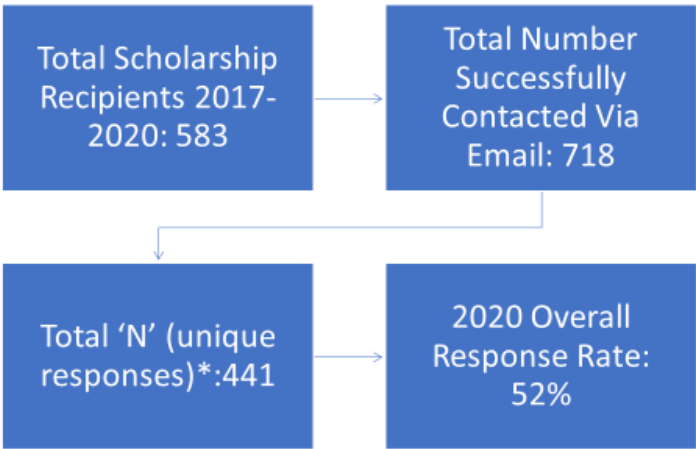 Total Scholarship
Recipients 2017-
2020: 583
Total Number
Successfully
Contacted Via
Email: 718
Total ‘N’ (unique
responses)*:441
2020 Overall
Response Rate:
52%